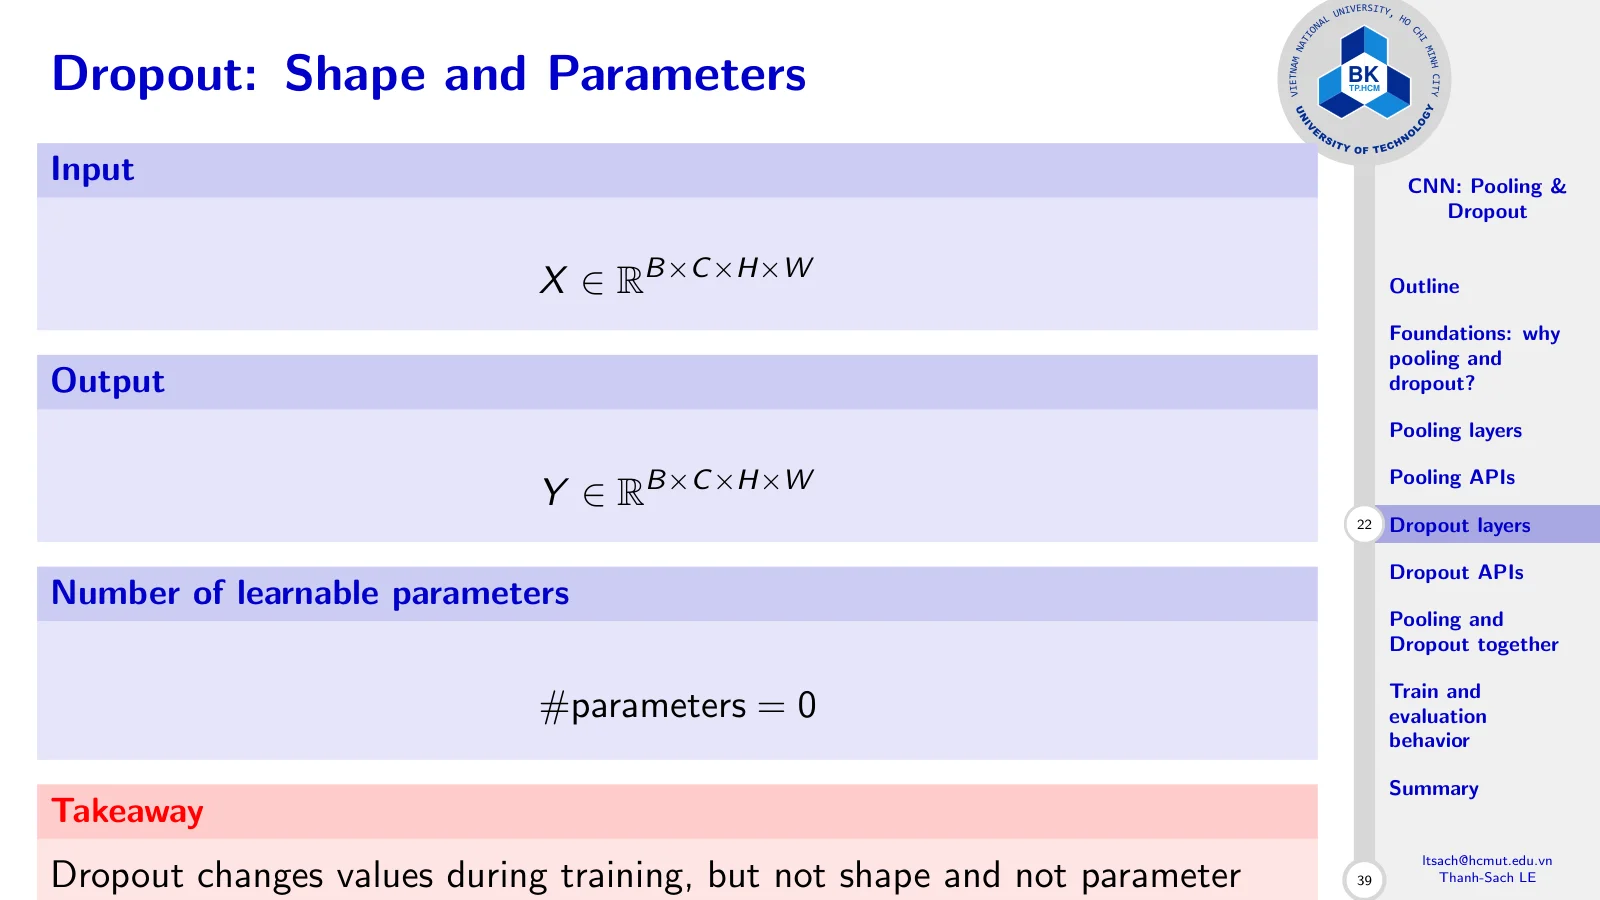 Dropout: Shape and Parameters
Input
X ∈ ℝ^{B×C×H×W}
Output
Y ∈ ℝ^{B×C×H×W}
Number of learnable parameters
#parameters = 0
Takeaway
Dropout changes values during training, but not shape and not parameter
VIETNAM NATIONAL UNIVERSITY, HO CHI MINH CITY
BK
TP.HCM
UNIVERSITY OF TECHNOLOGY
CNN: Pooling &
Dropout
Outline
Foundations: why
pooling and
dropout?
Pooling layers
Pooling APIs
22
Dropout layers
Dropout APIs
Pooling and
Dropout together
Train and
evaluation
behavior
Summary
ltsach@hcmut.edu.vn
Thanh-Sach LE
39